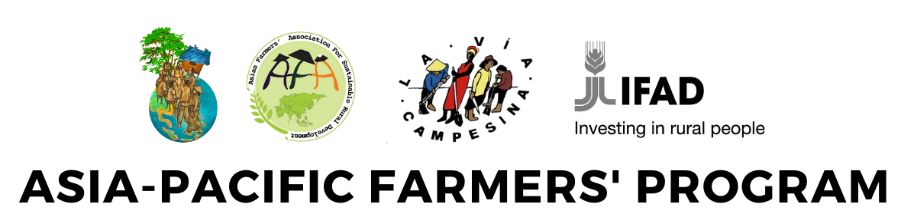 Asian Farmers' Association For Sustainable Rural Development
AFA
LA VÍA
CAMPESINA
IFAD
Investing in rural people
ASIA-PACIFIC FARMERS' PROGRAM